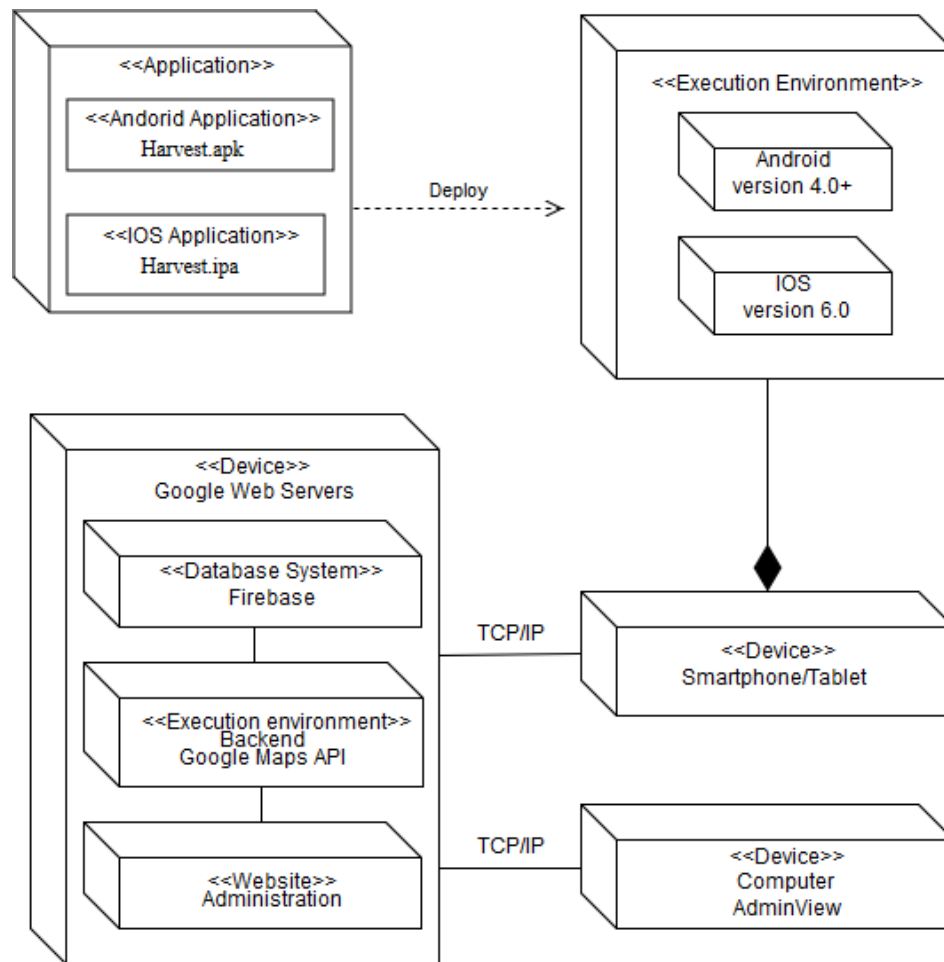 <<Application>>
<<Andorid Application>>
Harvest.apk
<<IOS Application>>
Harvest.ipa
Deploy
<<Execution Environment>>
Android
version 4.0+
IOS
version 6.0
<<Device>>
Google Web Servers
<<Database System>>
Firebase
<<Execution environment>>
Backend
Google Maps API
<<Website>>
Administration
TCP/IP
<<Device>>
Smartphone/Tablet
TCP/IP
<<Device>>
Computer
AdminView